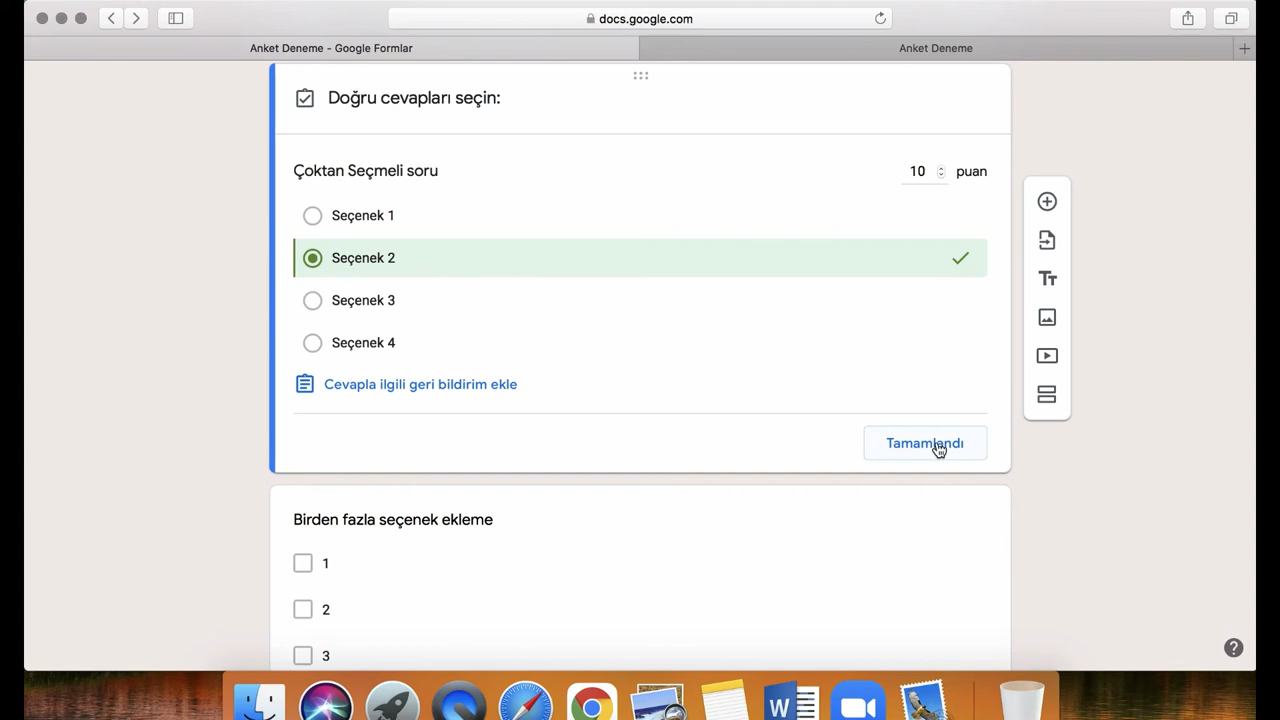 docs.google.com
Anket Deneme - Google Formlar
Anket Deneme
Doğru cevapları seçin:
Çoktan Seçmeli soru
10 puan
Seçenek 1
Seçenek 2
Seçenek 3
Seçenek 4
Cevapla ilgili geri bildirim ekle
Tamamlandı
Birden fazla seçenek ekleme
1
2
3